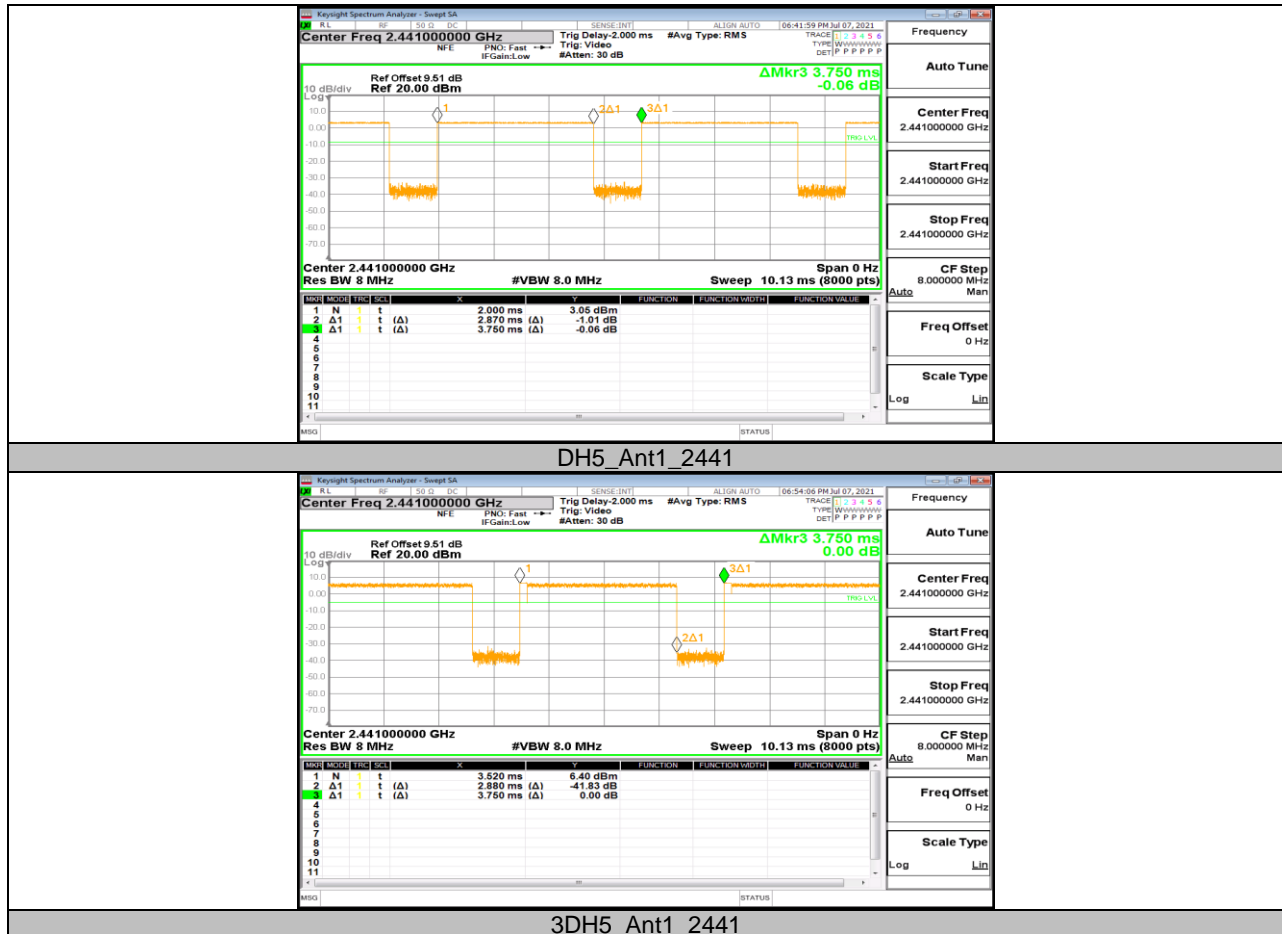 Keysight Spectrum Analyzer - Swept SA
RL RF 50 Ω DC SENSE:INT ALIGN AUTO 06:41:59 PM Jul 07, 2021
Center Freq 2.441000000 GHz Trig Delay-2.000 ms #Avg Type: RMS TRACE 1 2 3 4 5 6
NFE PNO: Fast Trig: Video TYPE WWWWWW
IFGain:Low #Atten: 30 dB DET P P P P P P
Frequency
Auto Tune
Center Freq
2.441000000 GHz
Start Freq
2.441000000 GHz
Stop Freq
2.441000000 GHz
CF Step
8.000000 MHz
Auto Man
Freq Offset
0 Hz
Scale Type
Log Lin
ΔMkr3 3.750 ms
-0.06 dB
Ref Offset 9.51 dB
10 dB/div Ref 20.00 dBm
Log
1 2Δ1 3Δ1
10.0
0.00
TRIG LVL
-10.0
-20.0
-30.0
-40.0
-50.0
-60.0
-70.0
Center 2.441000000 GHz Span 0 Hz
Res BW 8 MHz #VBW 8.0 MHz Sweep 10.13 ms (8000 pts)
MKR MODE TRC SCL X Y FUNCTION FUNCTION WIDTH FUNCTION VALUE
1 N 1 t 2.000 ms 3.05 dBm
2 Δ1 1 t (Δ) 2.870 ms (Δ) -1.01 dB
3 Δ1 1 t (Δ) 3.750 ms (Δ) -0.06 dB
4
5
6
7
8
9
10
11
MSG STATUS
DH5_Ant1_2441
Keysight Spectrum Analyzer - Swept SA
RL RF 50 Ω DC SENSE:INT ALIGN AUTO 06:54:06 PM Jul 07, 2021
Center Freq 2.441000000 GHz Trig Delay-2.000 ms #Avg Type: RMS TRACE 1 2 3 4 5 6
NFE PNO: Fast Trig: Video TYPE WWWWWW
IFGain:Low #Atten: 30 dB DET P P P P P P
Frequency
Auto Tune
Center Freq
2.441000000 GHz
Start Freq
2.441000000 GHz
Stop Freq
2.441000000 GHz
CF Step
8.000000 MHz
Auto Man
Freq Offset
0 Hz
Scale Type
Log Lin
ΔMkr3 3.750 ms
0.00 dB
Ref Offset 9.51 dB
10 dB/div Ref 20.00 dBm
Log
1 3Δ1
10.0
0.00
TRIG LVL
-10.0
-20.0
-30.0
2Δ1
-40.0
-50.0
-60.0
-70.0
Center 2.441000000 GHz Span 0 Hz
Res BW 8 MHz #VBW 8.0 MHz Sweep 10.13 ms (8000 pts)
MKR MODE TRC SCL X Y FUNCTION FUNCTION WIDTH FUNCTION VALUE
1 N 1 t 3.520 ms 6.40 dBm
2 Δ1 1 t (Δ) 2.880 ms (Δ) -41.83 dB
3 Δ1 1 t (Δ) 3.750 ms (Δ) 0.00 dB
4
5
6
7
8
9
10
11
MSG STATUS
3DH5_Ant1_2441